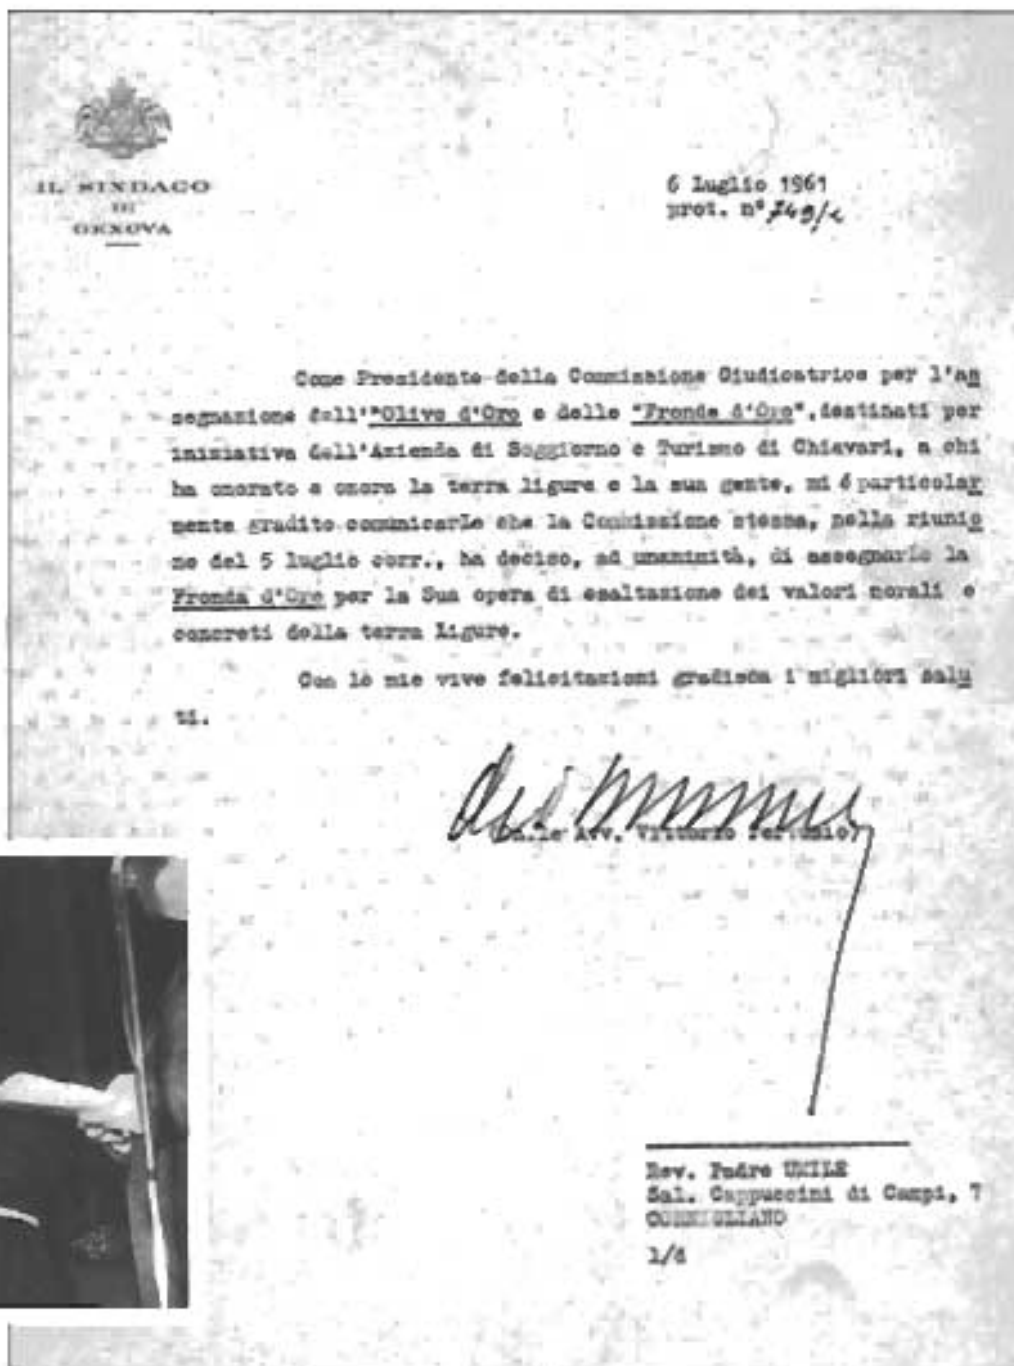 IL SINDACO
DI
GENOVA
6 Luglio 1961
prot. n° 749/
Come Presidente della Commissione Giudicatrice per l'as
segnazione dell'"Olivo d'Oro e delle "Fronde d'Oro", destinati per
iniziativa dell'Azienda di Soggiorno e Turismo di Chiavari, a chi
ha onorato e onora la terra ligure e la sua gente, mi é particolar
mente gradito comunicarLe che la Commissione stessa, nella riunio
ne del 5 luglio corr., ha deciso, ad unanimità, di assegnarLe la
Fronda d'Oro per la Sua opera di esaltazione dei valori morali e
concreti della terra ligure.
Con le mie vive felicitazioni gradisca i migliori salu
ti.
Avv. Vittorio Pertusio)
Rev. Padre UMILE
Sal. Cappuccini di Campi, 7
CORNIGLIANO
1/d